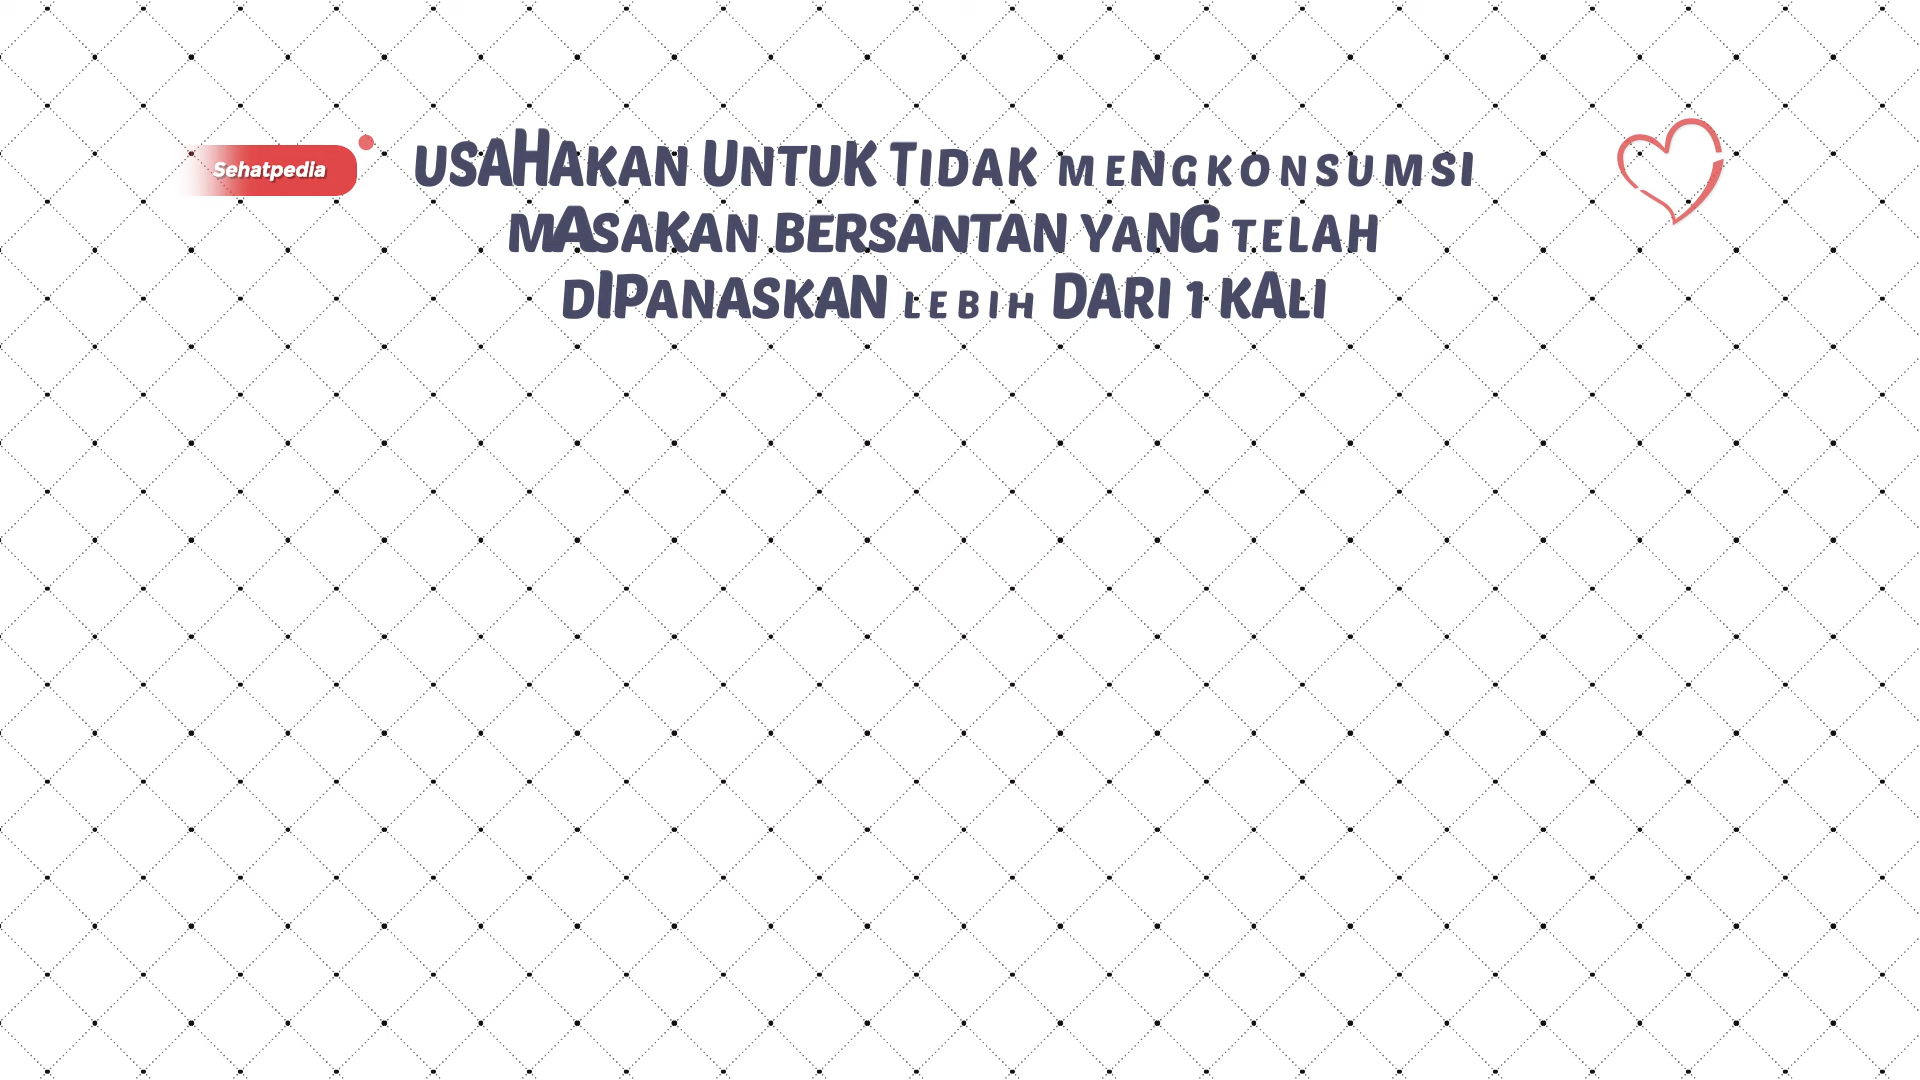 Sehatpedia
USAHAKAN UNTUK TIDAK MENGKONSUMSI
MASAKAN BERSANTAN YANG TELAH
DIPANASKAN LEBIH DARI 1 KALI